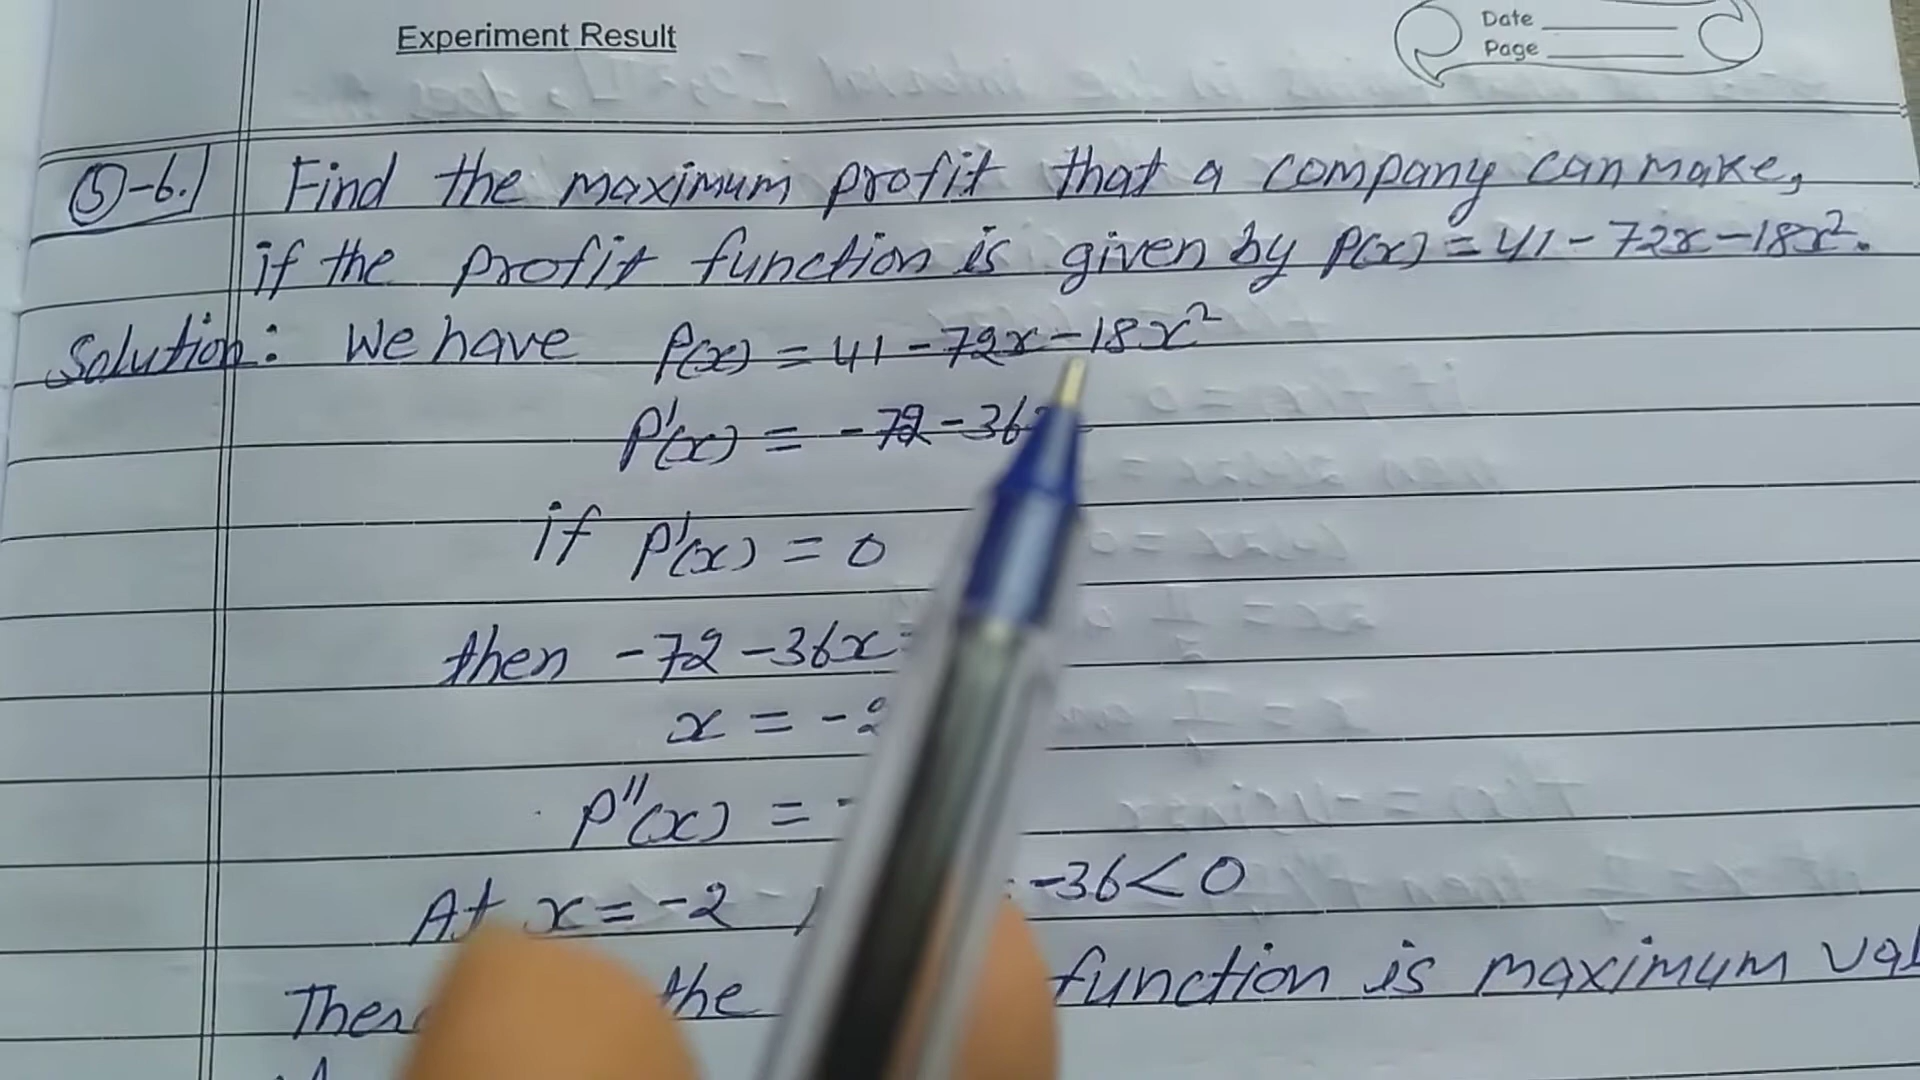 Experiment Result
Date
Page
⑤-6.
Find the maximum profit that a company can make,
if the profit function is given by P(x) = 41 - 72x - 18x².
Solution: We have P(x) = 41 - 72x - 18x²
P'(x) = -72 - 36
if P'(x) = 0
then -72 - 36x
x = -2
P''(x) = -
At x = -2 = -36 < 0
the function is maximum